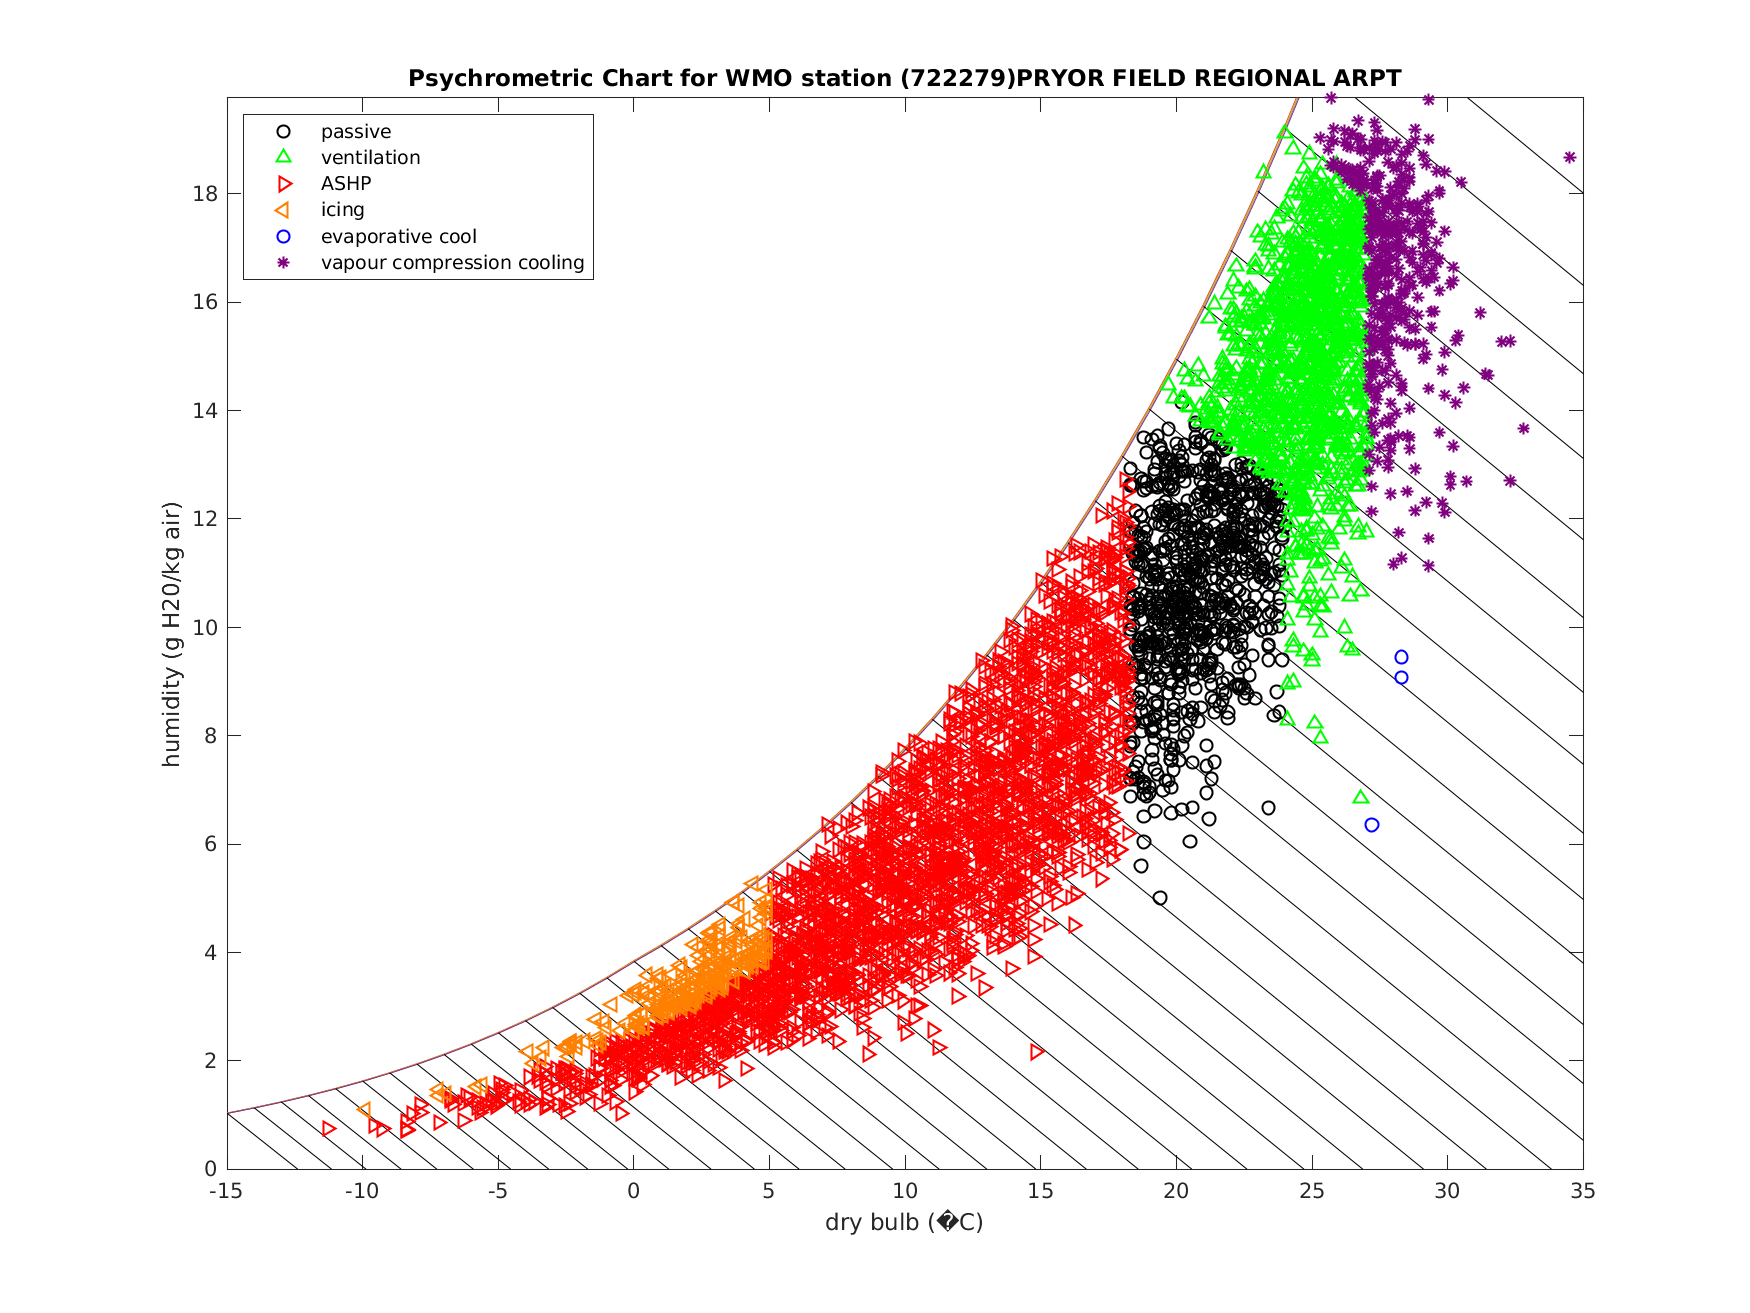 Psychrometric Chart for WMO station (722279)PRYOR FIELD REGIONAL ARPT
passive
ventilation
ASHP
icing
evaporative cool
vapour compression cooling
18
16
14
12
10
8
6
4
2
0
humidity (g H20/kg air)
-15 -10 -5 0 5 10 15 20 25 30 35
dry bulb (�C)